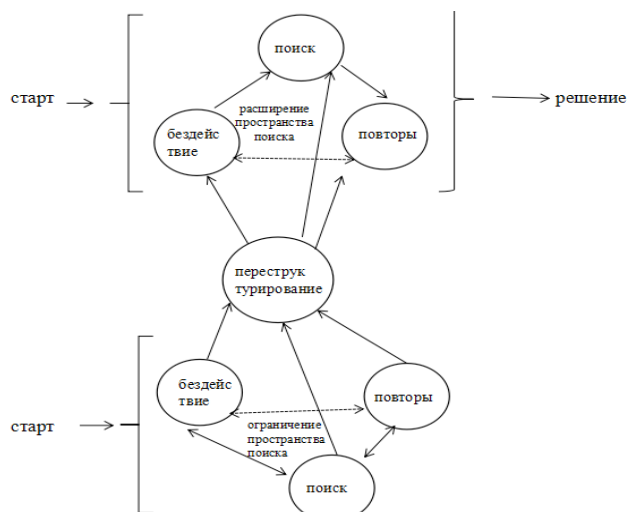 поиск
старт
решение
расширение
пространства
поиска
бездейс
твие
повторы
переструк
турирование
бездейс
твие
повторы
старт
ограничение
пространства
поиска
поиск